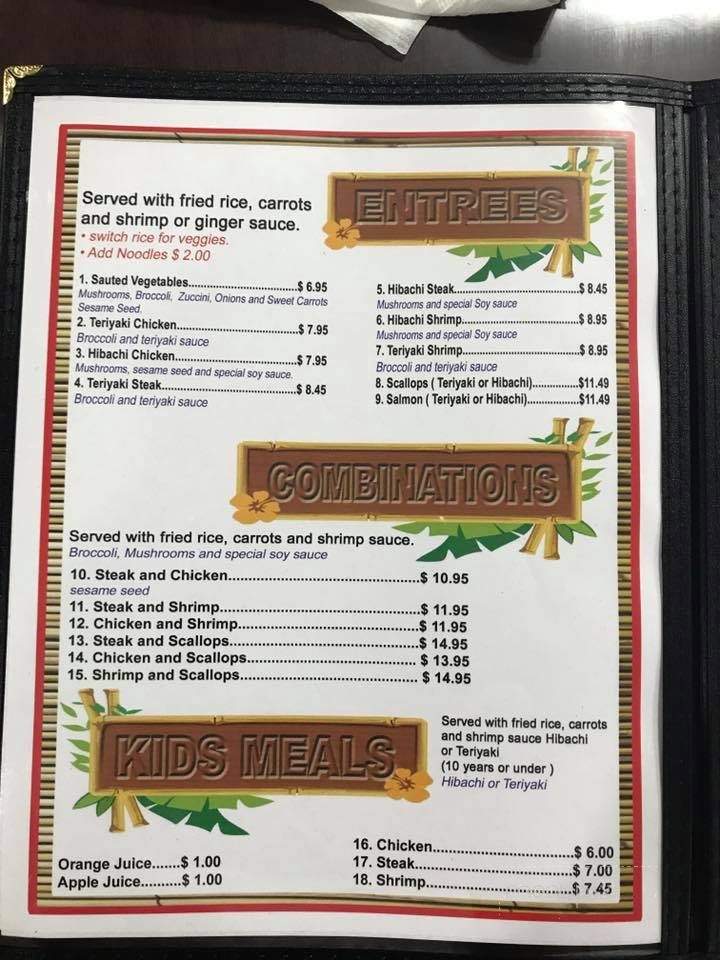 ENTREES
Served with fried rice, carrots
and shrimp or ginger sauce.
• switch rice for veggies.
• Add Noodles $ 2.00
1. Sauted Vegetables..............................$ 6.95
Mushrooms, Broccoli, Zuccini, Onions and Sweet Carrots
Sesame Seed.
2. Teriyaki Chicken.................................$ 7.95
Broccoli and teriyaki sauce
3. Hibachi Chicken.................................$ 7.95
Mushrooms, sesame seed and special soy sauce.
4. Teriyaki Steak....................................$ 8.45
Broccoli and teriyaki sauce
5. Hibachi Steak..................................$ 8.45
Mushrooms and special Soy sauce
6. Hibachi Shrimp................................$ 8.95
Mushrooms and special Soy sauce
7. Teriyaki Shrimp................................$ 8.95
Broccoli and teriyaki sauce
8. Scallops ( Teriyaki or Hibachi).............$11.49
9. Salmon ( Teriyaki or Hibachi)...............$11.49
COMBINATIONS
Served with fried rice, carrots and shrimp sauce.
Broccoli, Mushrooms and special soy sauce
10. Steak and Chicken.....................................$ 10.95
sesame seed
11. Steak and Shrimp.......................................$ 11.95
12. Chicken and Shrimp...................................$ 11.95
13. Steak and Scallops.....................................$ 14.95
14. Chicken and Scallops................................. $ 13.95
15. Shrimp and Scallops.................................. $ 14.95
KIDS MEALS
Served with fried rice, carrots
and shrimp sauce Hibachi
or Teriyaki
(10 years or under )
Hibachi or Teriyaki
Orange Juice.......$ 1.00
Apple Juice..........$ 1.00
16. Chicken...........................$ 6.00
17. Steak..............................$ 7.00
18. Shrimp............................$ 7.45